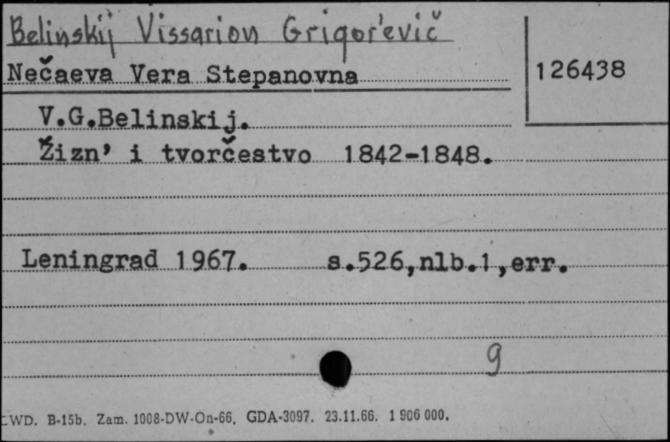 Belinskij Vissarion Grigor'evič
Nečaeva Vera Stepanovna
126438
V.G.Belinskij.
Žizn' i tvorčestvo 1842-1848.
Leningrad 1967. s.526,nlb.1,err.
9
CWD. B-15b. Zam. 1008-DW-On-66. GDA-3097. 23.11.66. 1 906 000.